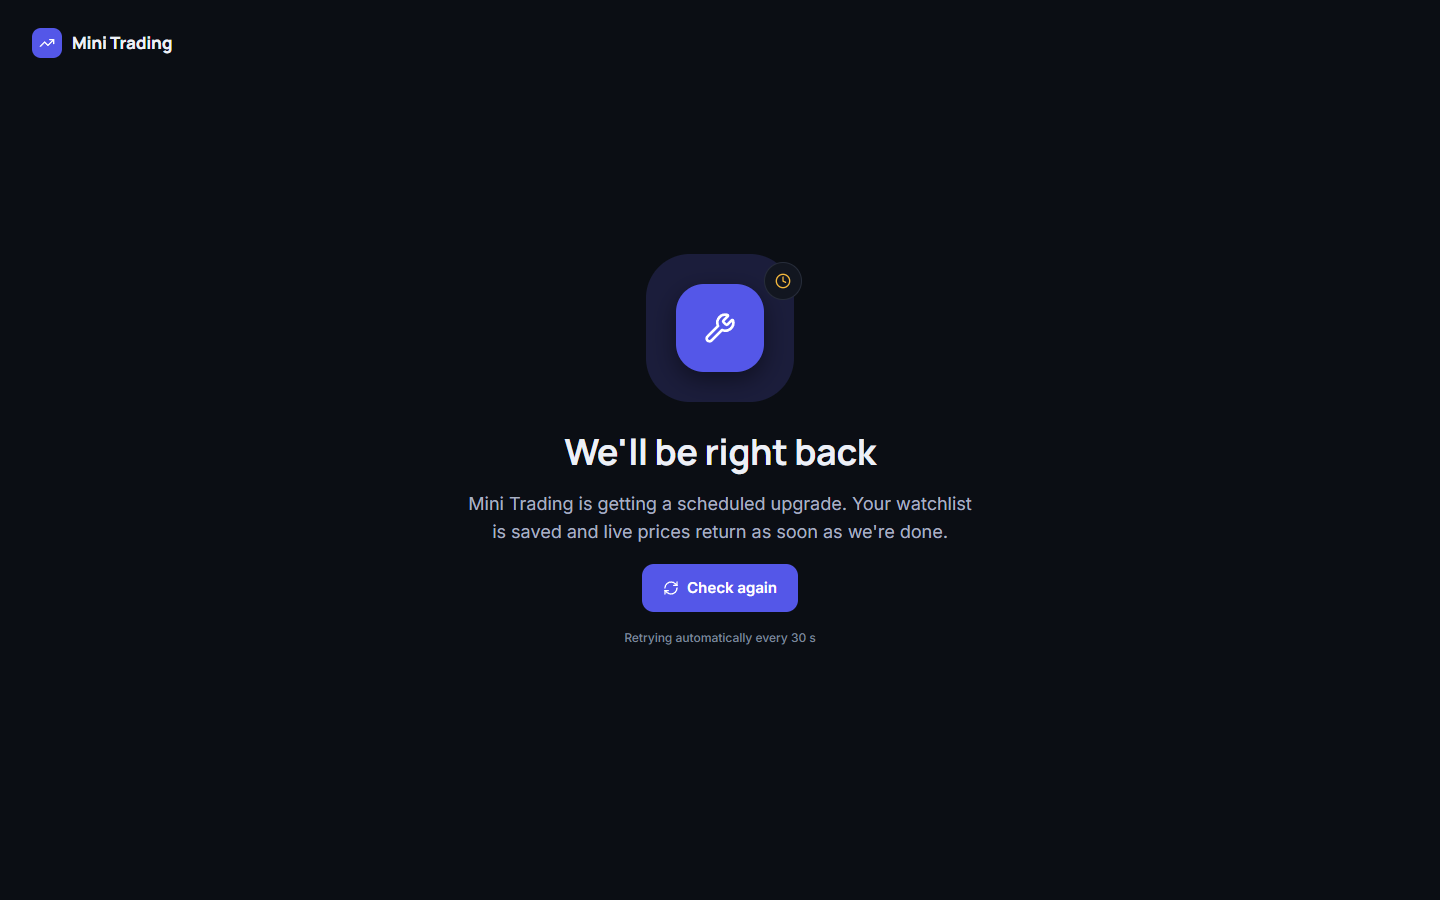 Mini Trading
We'll be right back
Mini Trading is getting a scheduled upgrade. Your watchlist
is saved and live prices return as soon as we're done.
Check again
Retrying automatically every 30 s